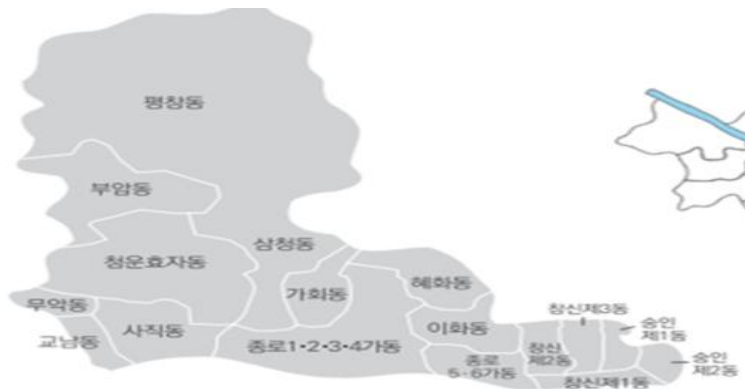 평창동
부암동
삼청동
청운효자동
가회동
혜화동
무악동
교남동
사직동
종로1·2·3·4가동
이화동
종로
5·6가동
창신
제2동
창신제3동
숭인
제1동
숭인
제2동
창신제1동